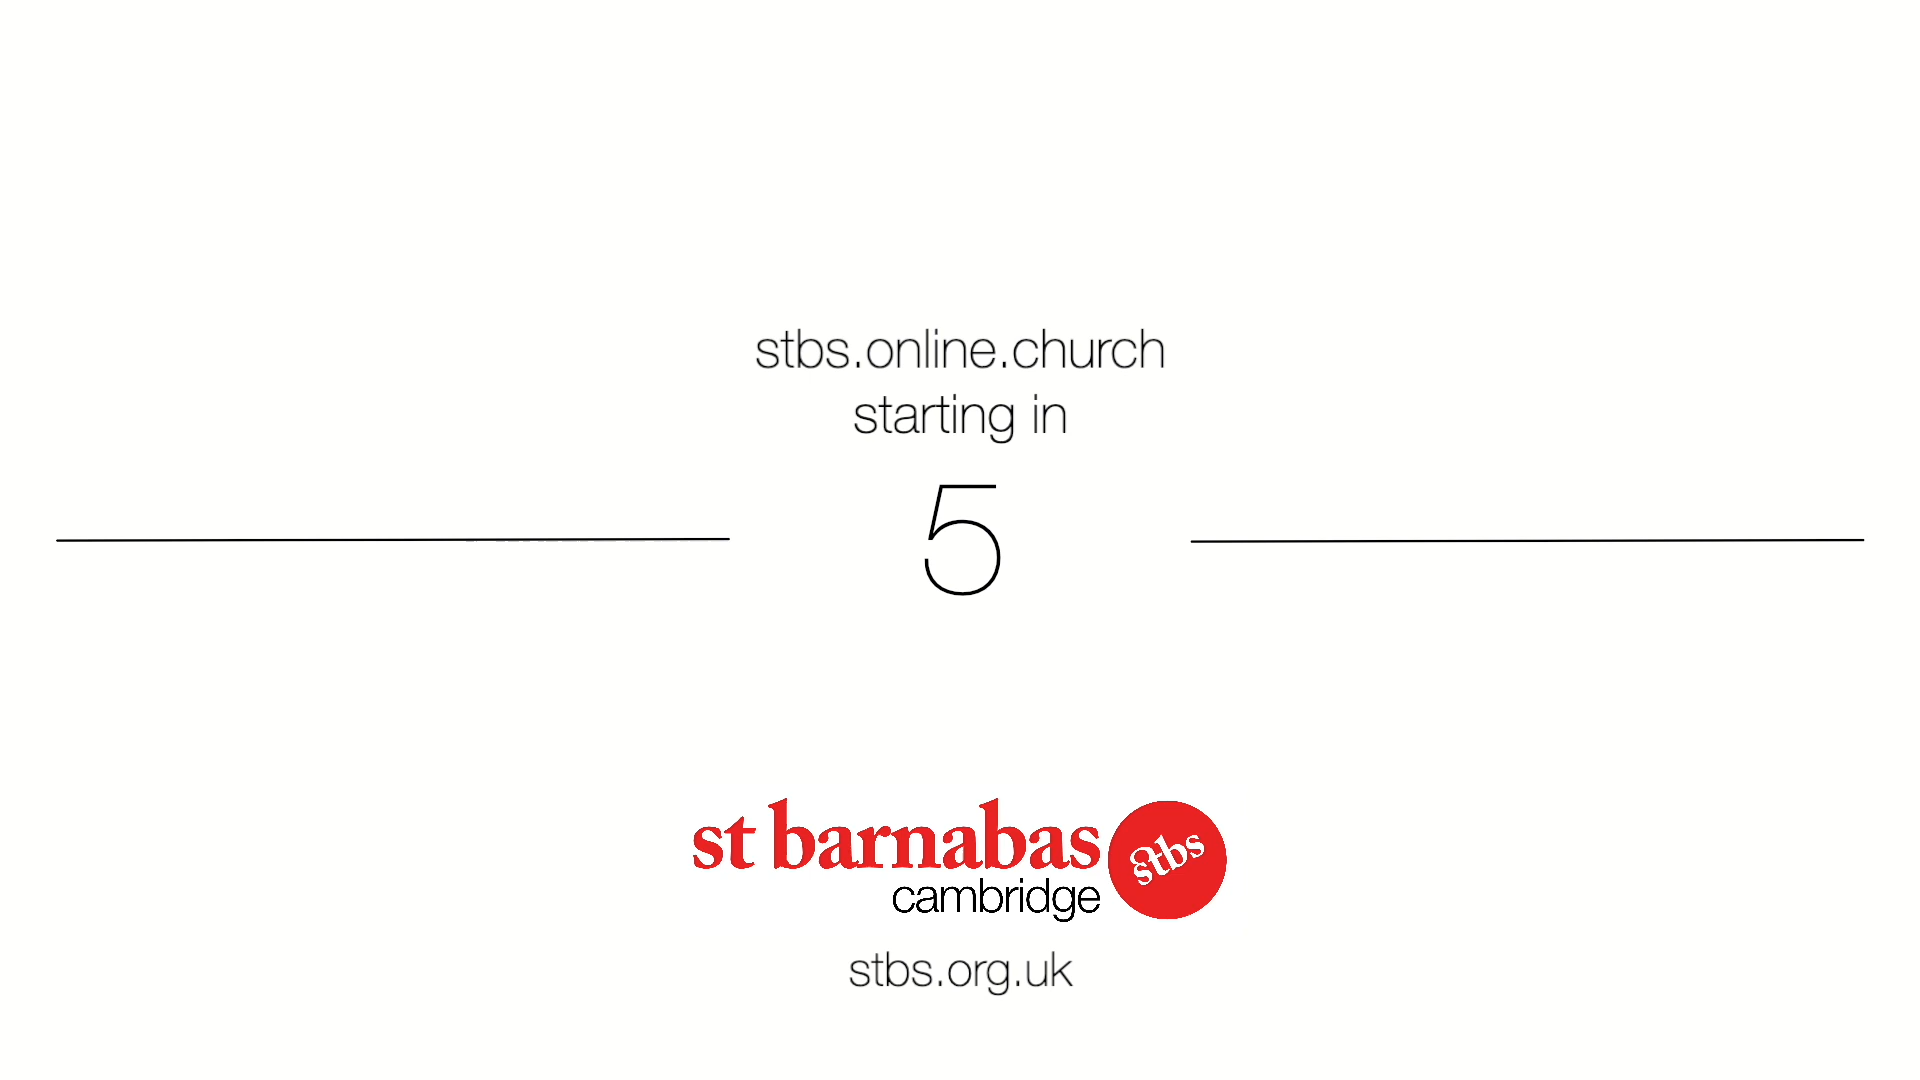 stbs.online.church
starting in
5
st barnabas
cambridge
stbs
stbs.org.uk